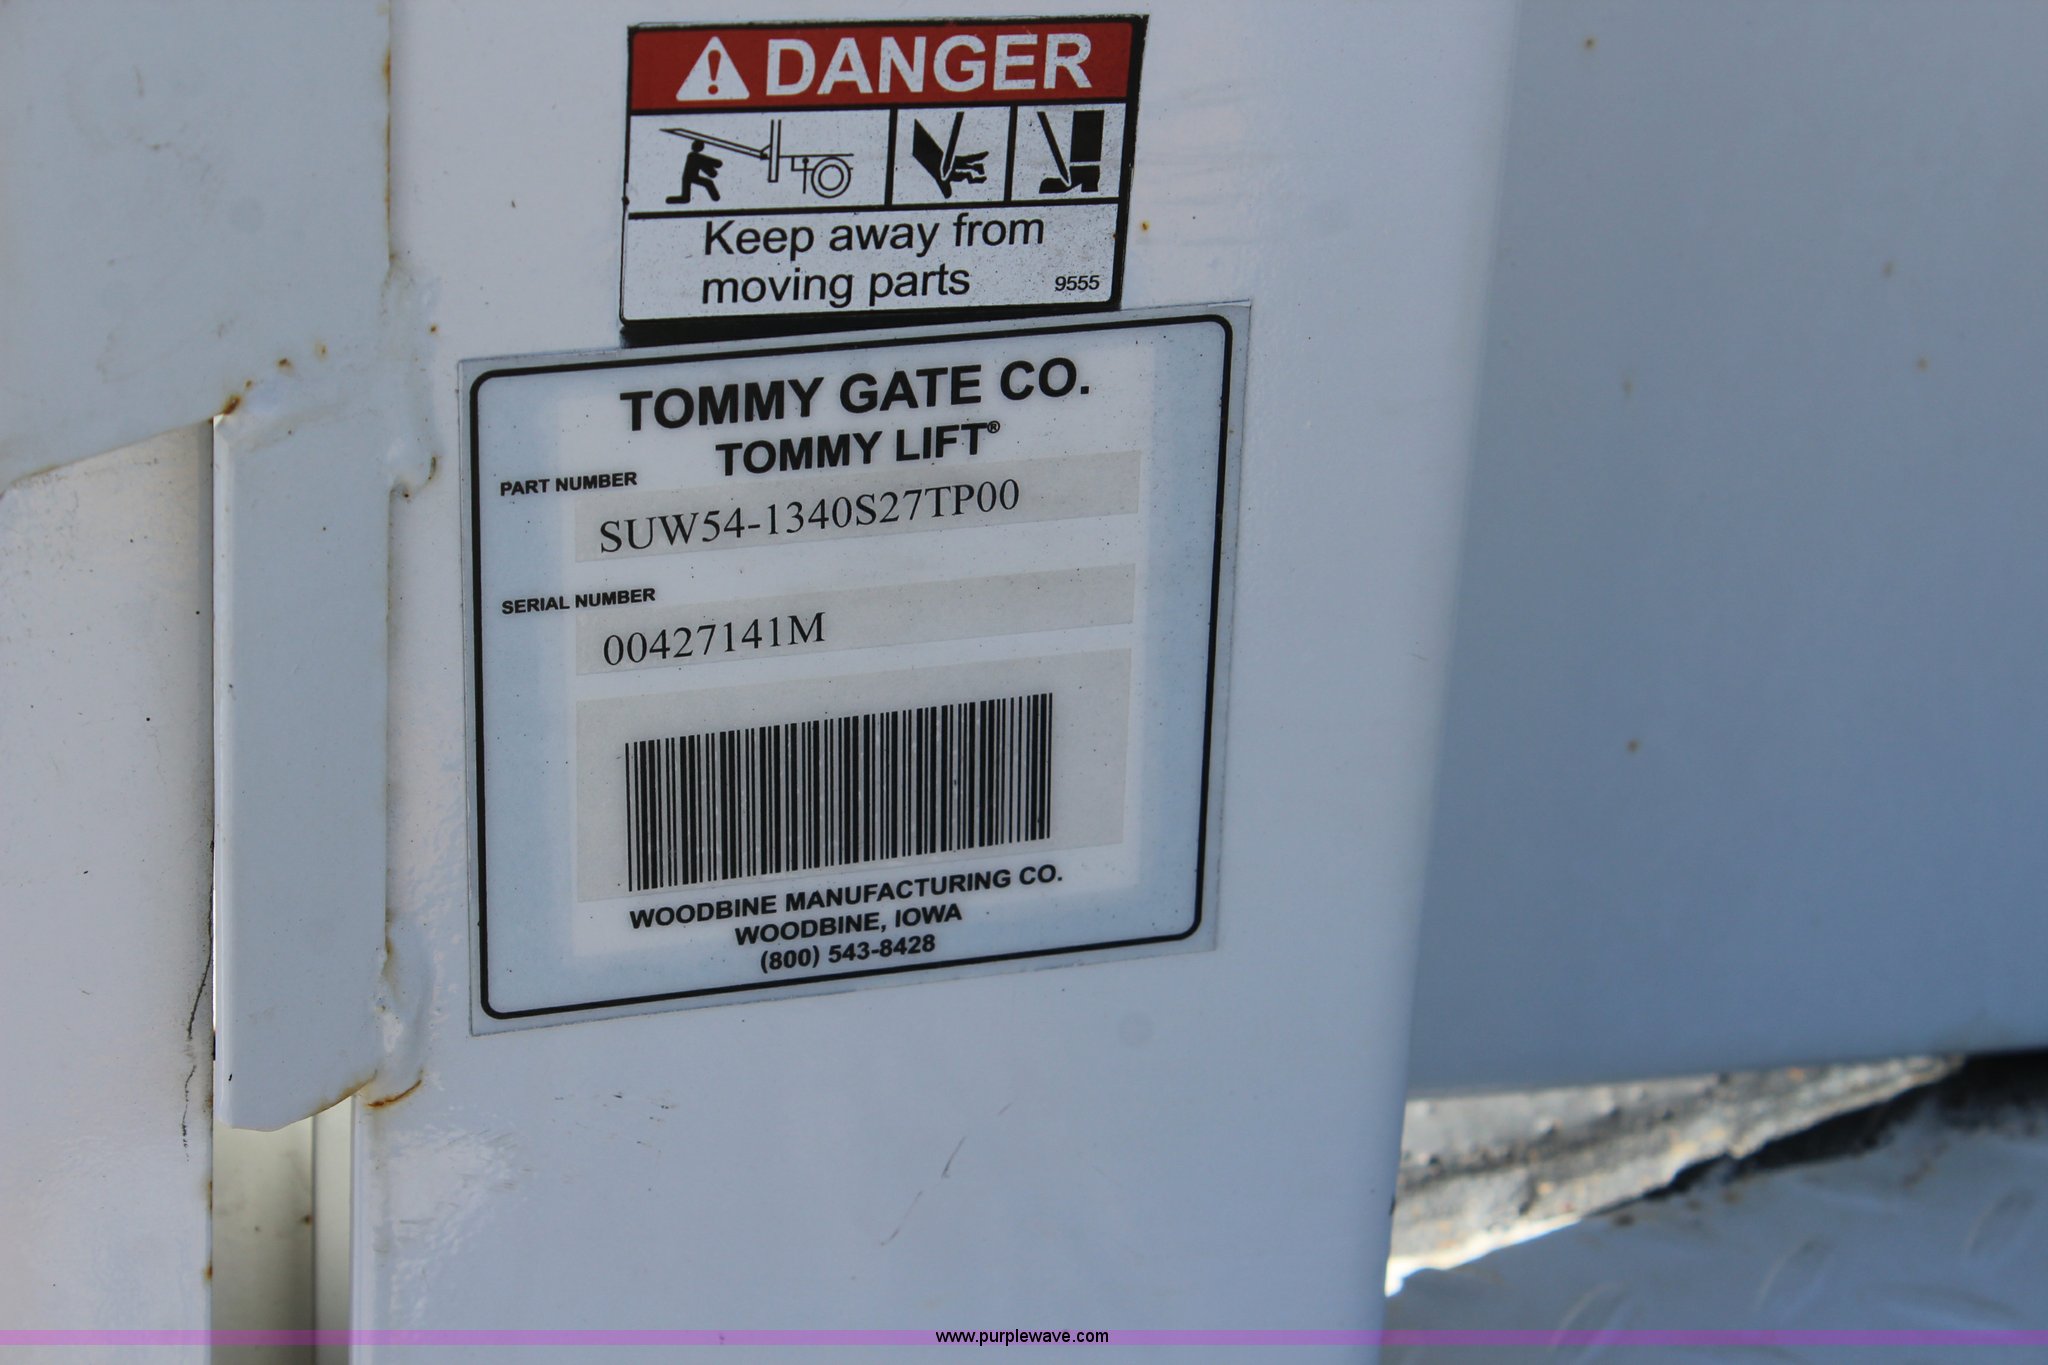 DANGER
Keep away from
moving parts
9555
TOMMY GATE CO.
TOMMY LIFT®
PART NUMBER
SUW54-1340S27TP00
SERIAL NUMBER
00427141M
WOODBINE MANUFACTURING CO.
WOODBINE, IOWA
(800) 543-8428
www.purplewave.com